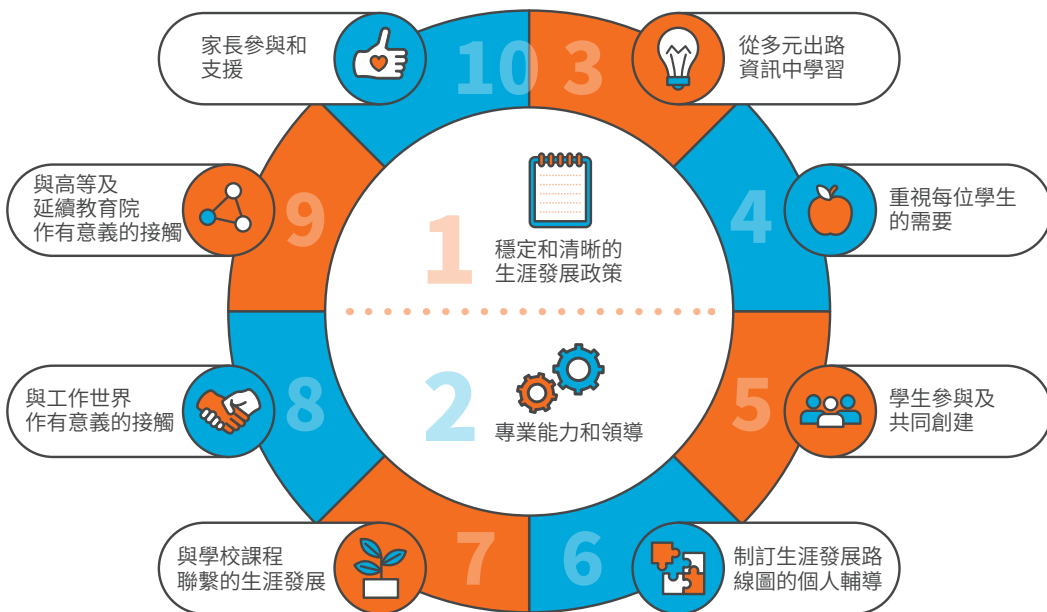 1
穩定和清晰的
生涯發展政策
2
專業能力和領導
3
從多元出路
資訊中學習
4
重視每位學生
的需要
5
學生參與及
共同創建
6
制訂生涯發展路
線圖的個人輔導
7
與學校課程
聯繫的生涯發展
8
與工作世界
作有意義的接觸
9
與高等及
延續教育院
作有意義的接觸
10
家長參與和
支援